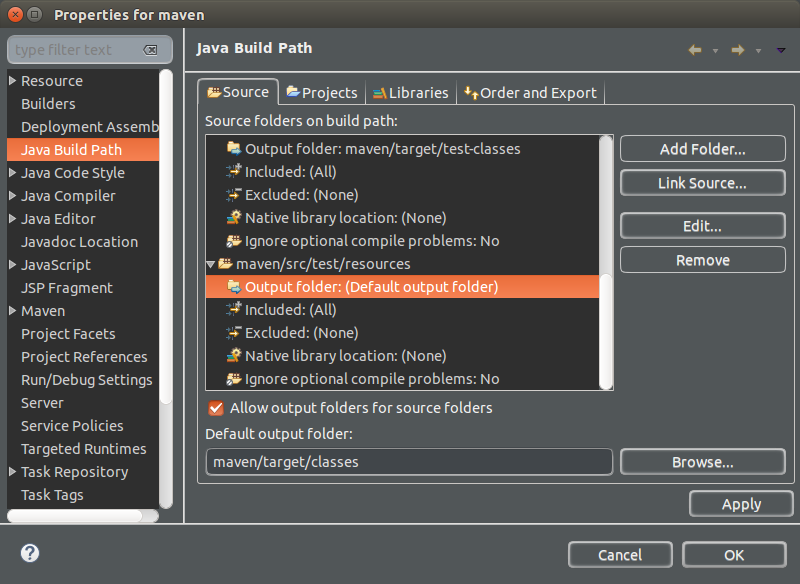 Properties for maven
type filter text
Resource
Builders
Deployment Assemb
Java Build Path
Java Code Style
Java Compiler
Java Editor
Javadoc Location
JavaScript
JSP Fragment
Maven
Project Facets
Project References
Run/Debug Settings
Server
Service Policies
Targeted Runtimes
Task Repository
Task Tags
Java Build Path
Source Projects Libraries Order and Export
Source folders on build path:
Output folder: maven/target/test-classes
Included: (All)
Excluded: (None)
Native library location: (None)
Ignore optional compile problems: No
maven/src/test/resources
Output folder: (Default output folder)
Included: (All)
Excluded: (None)
Native library location: (None)
Ignore optional compile problems: No
Add Folder...
Link Source...
Edit...
Remove
Allow output folders for source folders
Default output folder:
maven/target/classes
Browse...
Apply
?
Cancel
OK